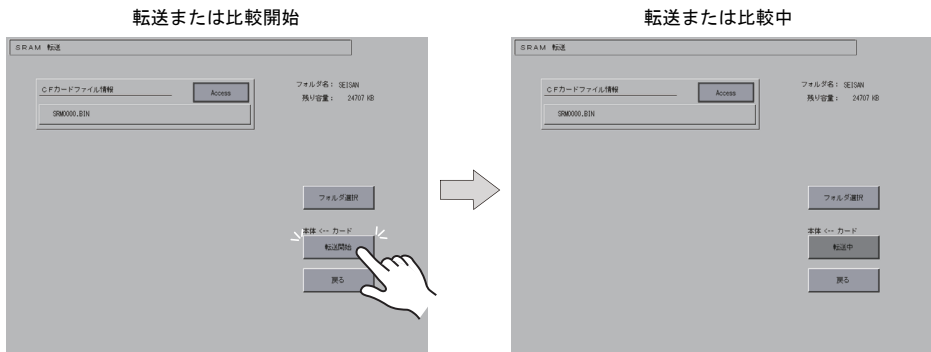 転送または比較開始
SRAM 転送
CFカードファイル情報
Access
SRM0000.BIN
フォルダ名： SEISAN
残り容量： 24707 KB
フォルダ選択
本体 <-- カード
転送開始
戻る
転送または比較中
SRAM 転送
CFカードファイル情報
Access
SRM0000.BIN
フォルダ名： SEISAN
残り容量： 24707 KB
フォルダ選択
本体 <-- カード
転送中
戻る